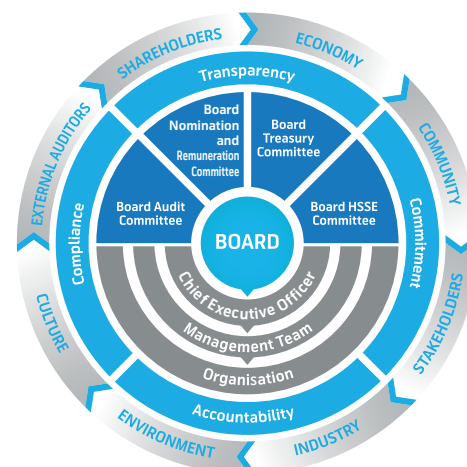 SHAREHOLDERS
ECONOMY
COMMUNITY
STAKEHOLDERS
INDUSTRY
ENVIRONMENT
CULTURE
EXTERNAL AUDITORS
Transparency
Commitment
Accountability
Compliance
Board
Nomination
and
Remuneration
Committee
Board
Treasury
Committee
Board Audit
Committee
Board HSSE
Committee
BOARD
Chief Executive Officer
Management Team
Organisation